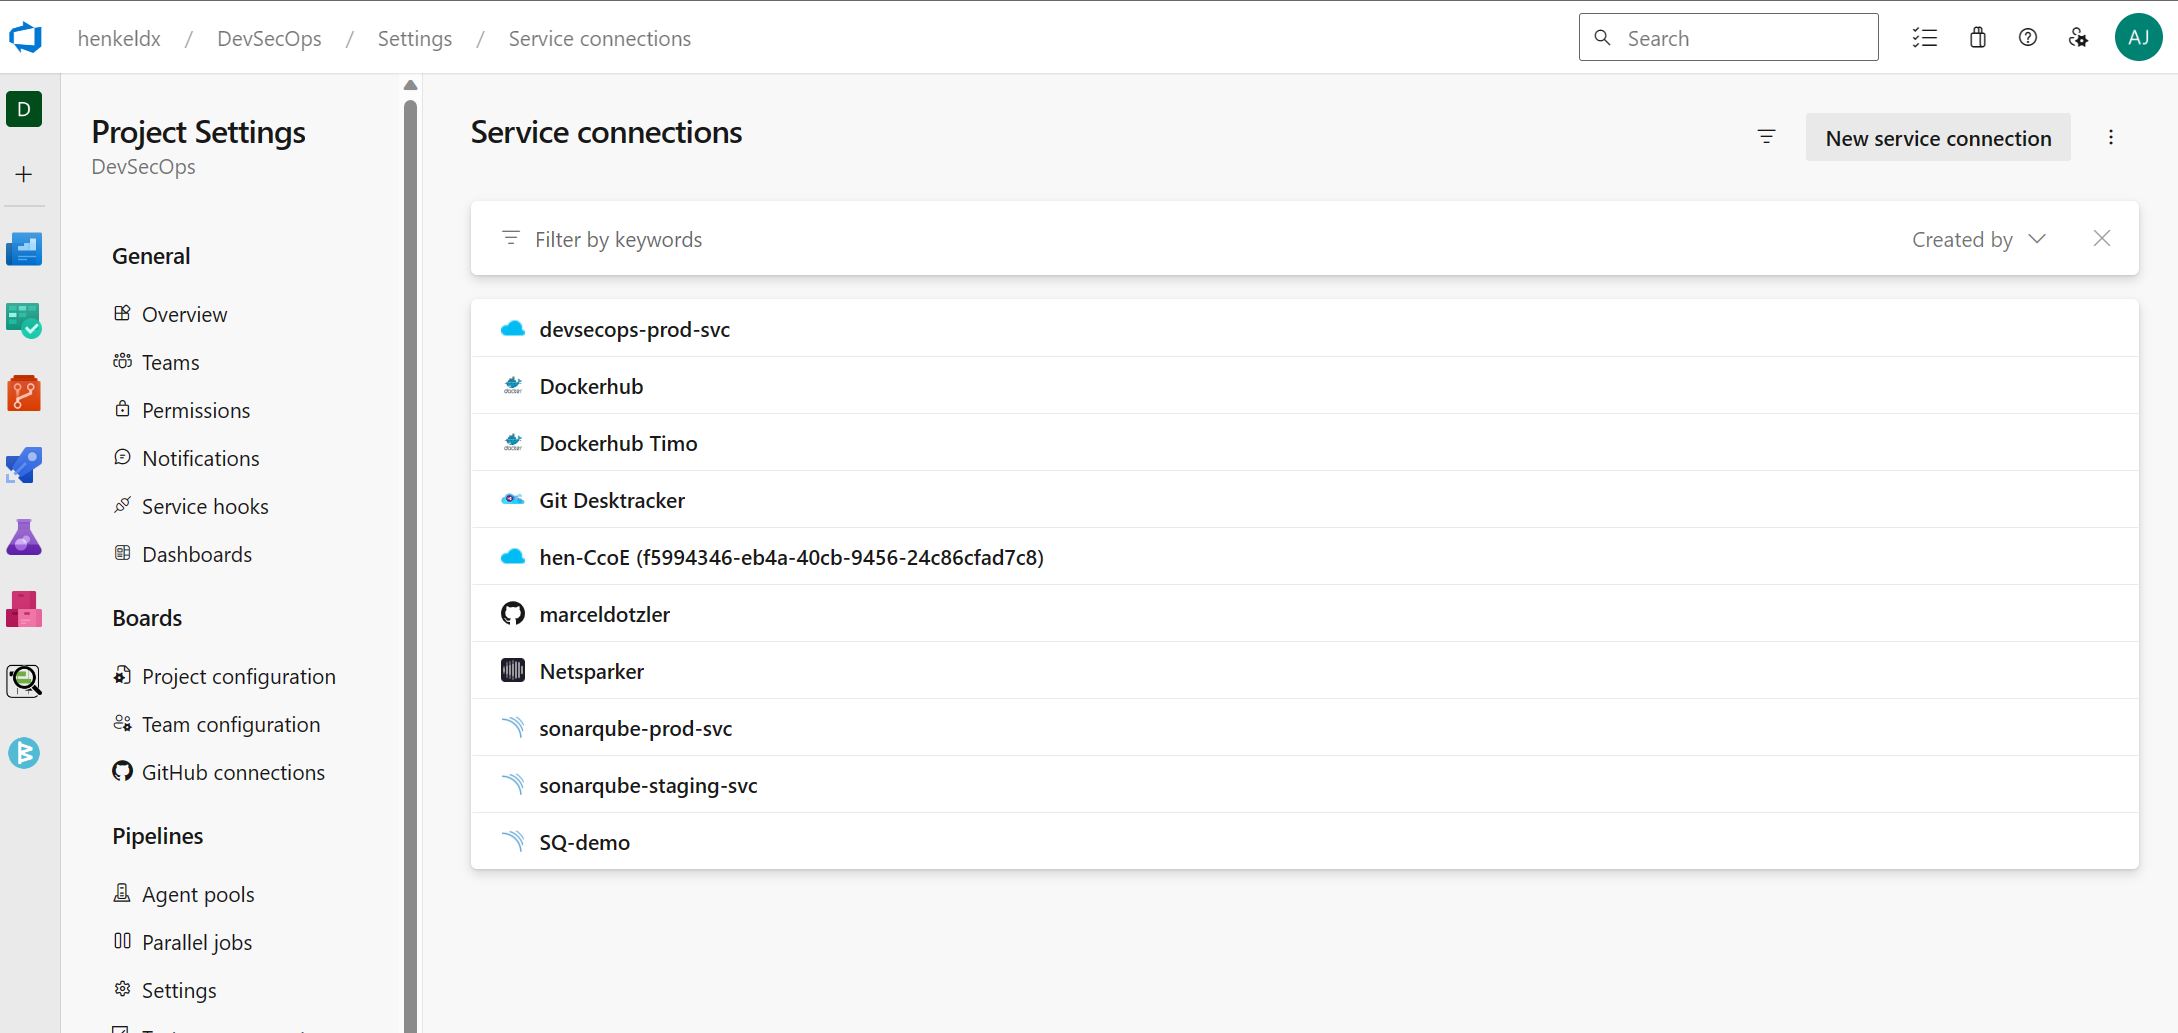 henkeldx / DevSecOps / Settings / Service connections
Search
AJ
D
Project Settings
DevSecOps
General
Overview
Teams
Permissions
Notifications
Service hooks
Dashboards
Boards
Project configuration
Team configuration
GitHub connections
Pipelines
Agent pools
Parallel jobs
Settings
Service connections
New service connection
Filter by keywords
Created by
devsecops-prod-svc
docker
Dockerhub
docker
Dockerhub Timo
Git Desktracker
hen-CcoE (f5994346-eb4a-40cb-9456-24c86cfad7c8)
marceldotzler
Netsparker
sonarqube-prod-svc
sonarqube-staging-svc
SQ-demo